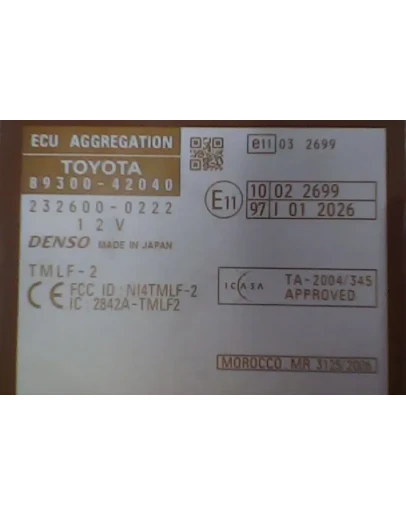 ECU AGGREGATION
TOYOTA
89300-42040
232600-0222
12V
DENSO MADE IN JAPAN
TMLF-2
CE FCC ID : NI4TMLF-2
IC : 2842A-TMLF2
e11 03 2699
E11
10 02 2699
97 I 01 2026
ICASA TA-2004/345
APPROVED
MOROCCO MR 3125/2006